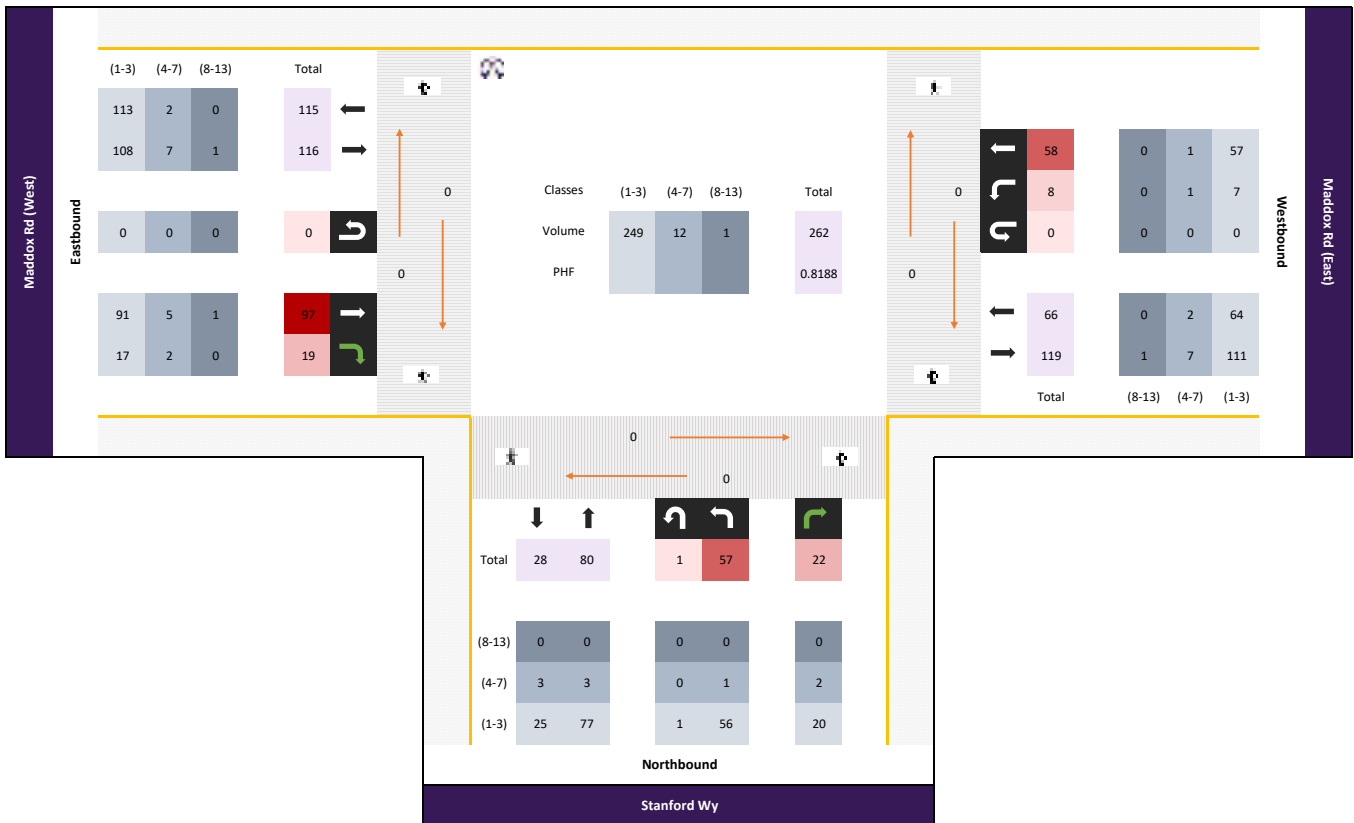 (1-3) (4-7) (8-13) Total
113 2 0 115
108 7 1 116
0 0 0 0
91 5 1 97
17 2 0 19
Maddox Rd (West)
Eastbound
0
0
Classes (1-3) (4-7) (8-13) Total
Volume 249 12 1 262
PHF 0.8188
0
0
58 0 1 57
8 0 1 7
0 0 0 0
66 0 2 64
119 1 7 111
Total (8-13) (4-7) (1-3)
Westbound
Maddox Rd (East)
0
0
Total 28 80 1 57 22
(8-13) 0 0 0 0 0
(4-7) 3 3 0 1 2
(1-3) 25 77 1 56 20
Northbound
Stanford Wy